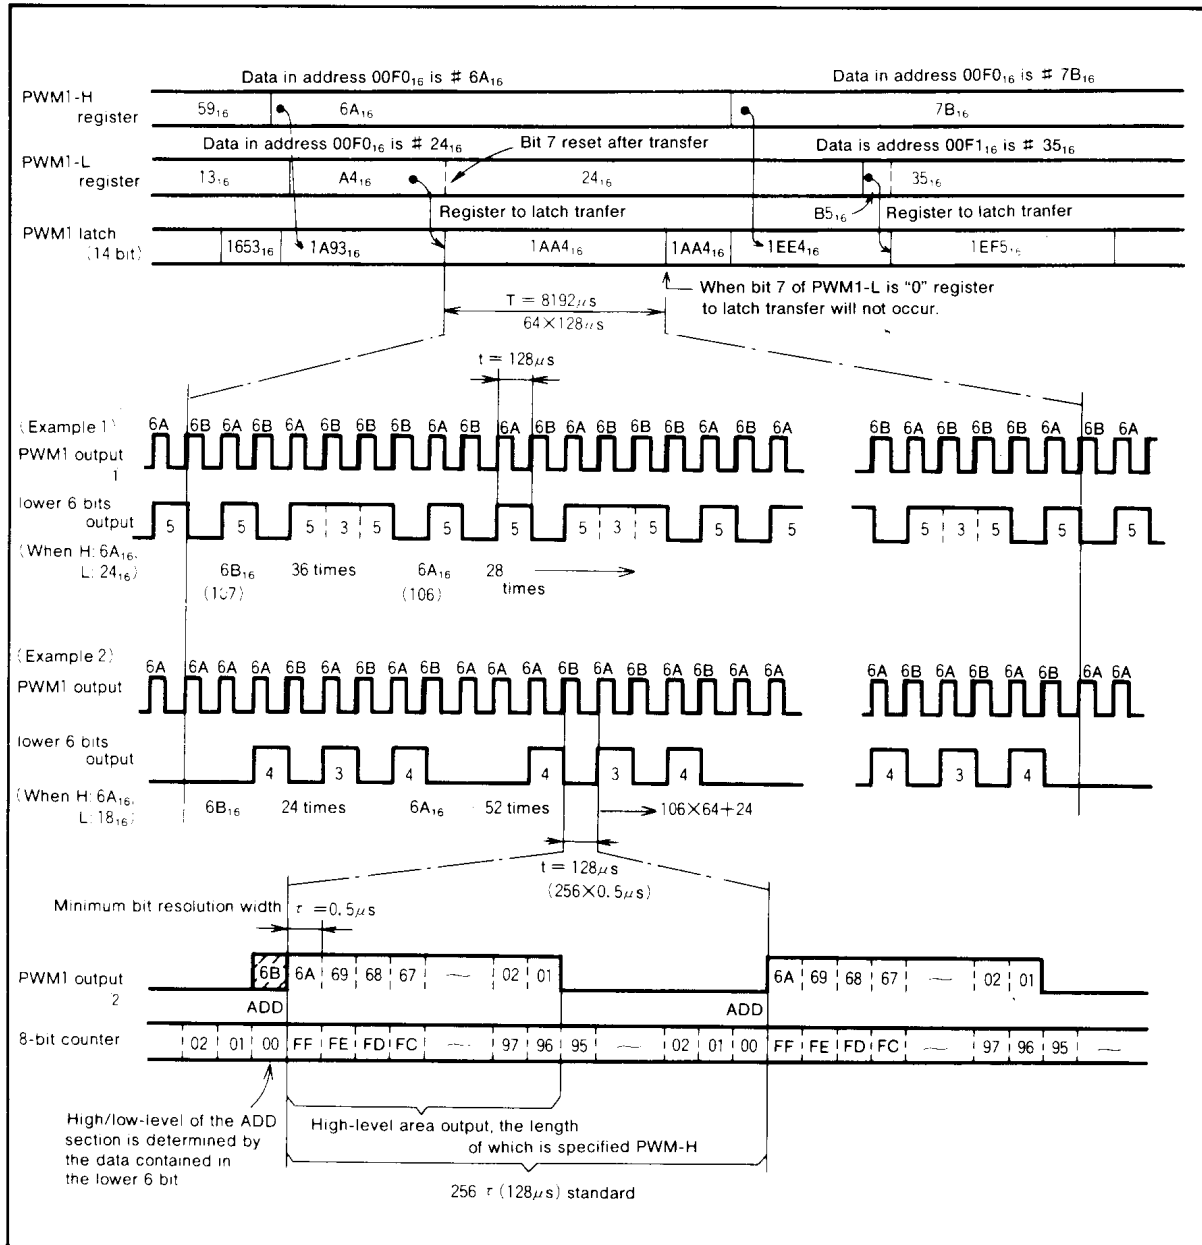 Data in address 00F0₁₆ is # 6A₁₆ Data in address 00F0₁₆ is # 7B₁₆
PWM1-H
register
59₁₆ 6A₁₆ 7B₁₆
Data in address 00F0₁₆ is # 24₁₆ Bit 7 reset after transfer Data is address 00F1₁₆ is # 35₁₆
PWM1-L
register
13₁₆ A4₁₆ 24₁₆ 35₁₆
B5₁₆
Register to latch tranfer Register to latch tranfer
PWM1 latch
(14 bit)
1653₁₆ 1A93₁₆ 1AA4₁₆ 1AA4₁₆ 1EE4₁₆ 1EF5₁₆
When bit 7 of PWM1-L is “0” register
to latch transfer will not occur.
T = 8192μs
64×128μs
t = 128μs
(Example 1)
6A 6B 6A 6B 6A 6B 6B 6B 6A 6B 6A 6B 6A 6B 6B 6B 6A 6B 6A 6B 6A 6B 6B 6B 6A 6B 6A
PWM1 output
1
lower 6 bits
output
5 5 5 3 5 5 5 5 3 5 5 5 5 3 5 5 5
(When H: 6A₁₆,
L: 24₁₆)
6B₁₆ 36 times 6A₁₆ 28
(107) (106) times
(Example 2)
6A 6A 6A 6A 6B 6A 6B 6A 6B 6A 6A 6A 6B 6A 6B 6A 6B 6A 6A 6A 6B 6A 6B 6A 6B 6A 6A
PWM1 output
lower 6 bits
output
4 3 4 4 3 4 4 3 4
(When H: 6A₁₆,
L: 18₁₆)
6B₁₆ 24 times 6A₁₆ 52 times 106×64+24
t = 128μs
(256×0.5μs)
Minimum bit resolution width τ =0.5μs
PWM1 output
2
6B 6A 69 68 67 — 02 01 6A 69 68 67 — 02 01
ADD ADD
8-bit counter
02 01 00 FF FE FD FC — 97 96 95 — 02 01 00 FF FE FD FC — 97 96 95 —
High/low-level of the ADD
section is determined by
the data contained in
the lower 6 bit
High-level area output, the length
of which is specified PWM-H
256 τ (128μs) standard